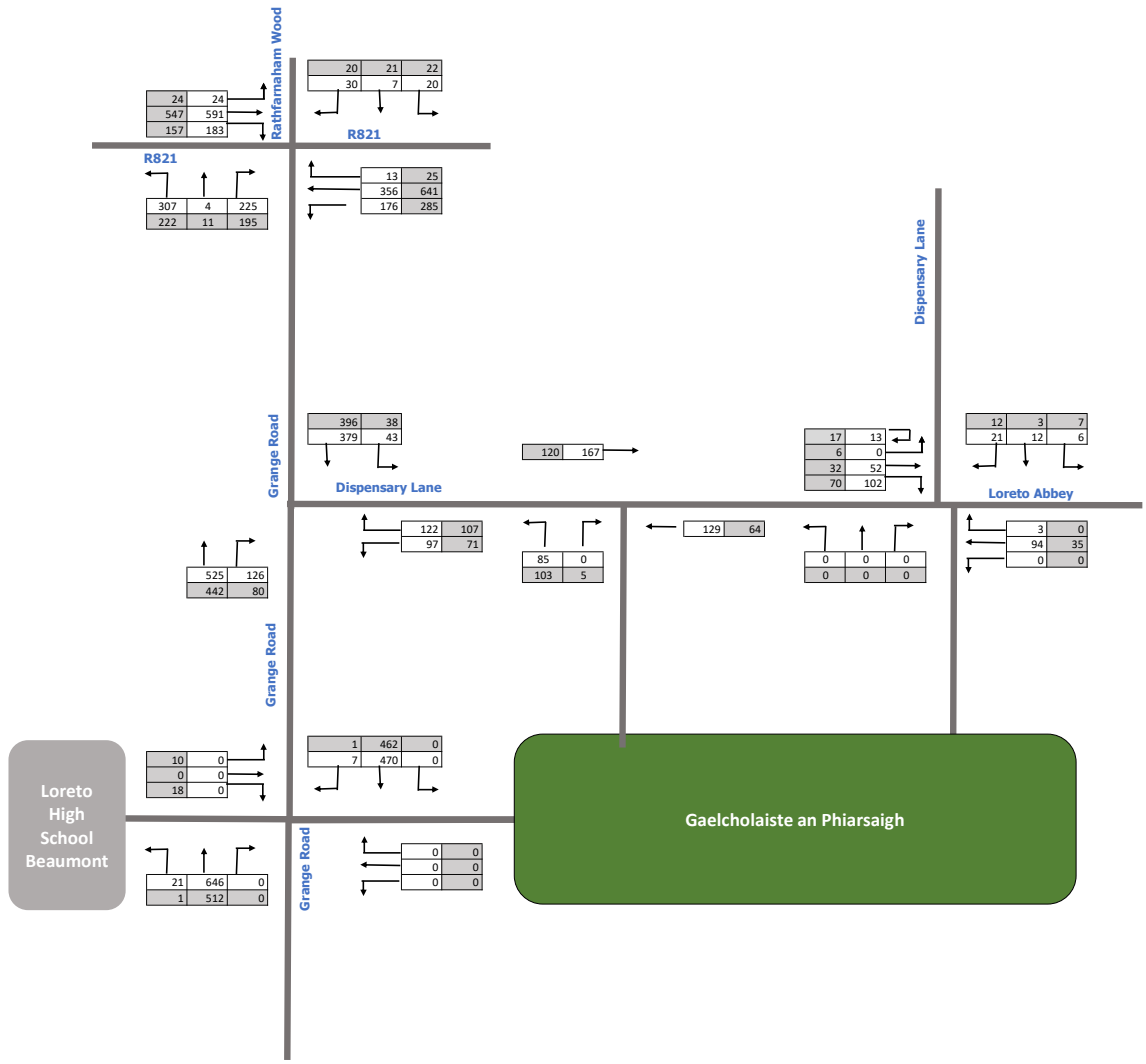 Rathfarnaham Wood
20 21 22
30 7 20
24 24
547 591
157 183
R821
R821
13 25
356 641
176 285
307 4 225
222 11 195
Dispensary Lane
Grange Road
396 38
379 43
120 167
17 13
6 0
32 52
70 102
12 3 7
21 12 6
Dispensary Lane
Loreto Abbey
122 107
97 71
85 0
103 5
129 64
0 0 0
0 0 0
3 0
94 35
0 0
525 126
442 80
Grange Road
10 0
0 0
18 0
1 462 0
7 470 0
Loreto
High
School
Beaumont
Gaelcholaiste an Phiarsaigh
21 646 0
1 512 0
Grange Road
0 0
0 0
0 0